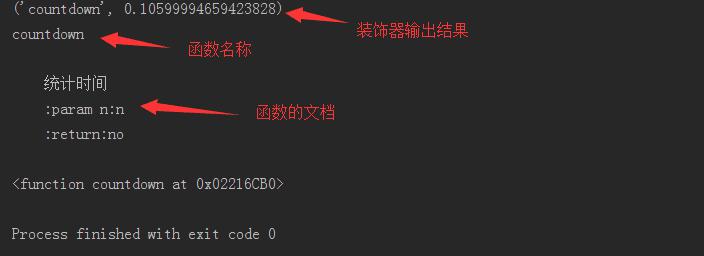 ('countdown', 0.10599994659423828)
装饰器输出结果
countdown
函数名称
统计时间
:param n:n
函数的文档
:return:no
<function countdown at 0x02216CB0>
Process finished with exit code 0